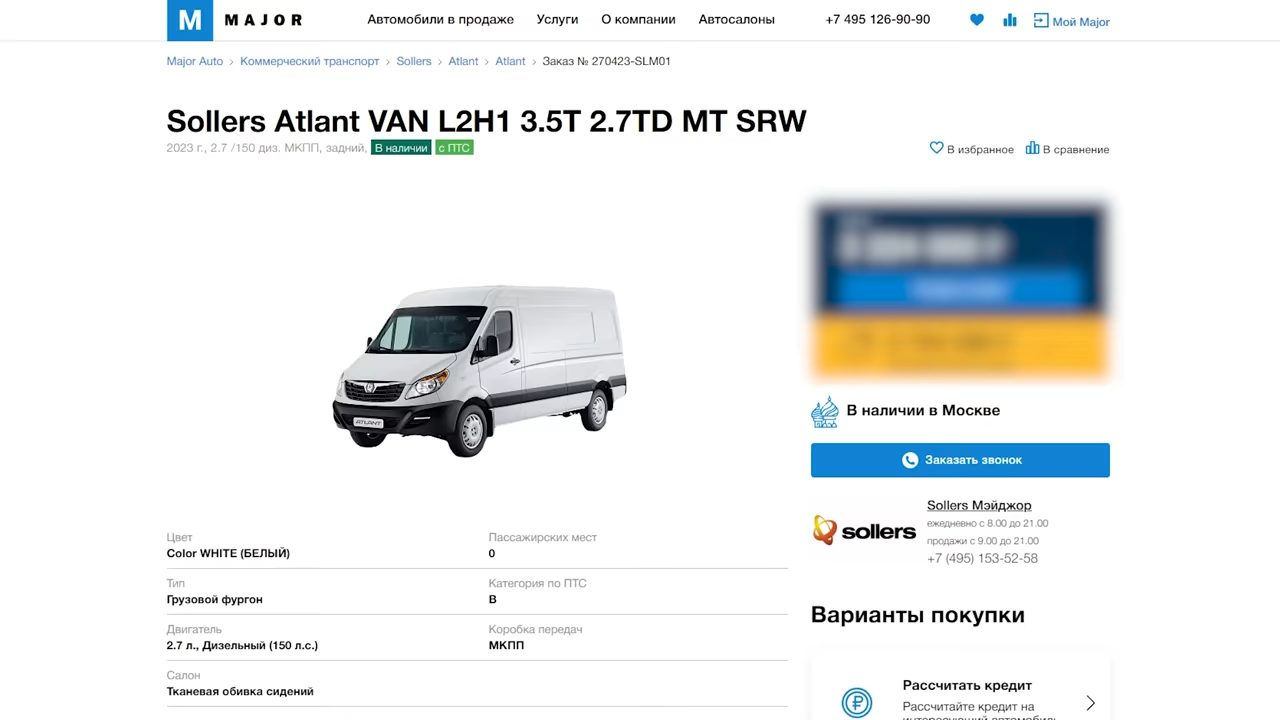 M MAJOR Автомобили в продаже Услуги О компании Автосалоны +7 495 126-90-90 Мой Major
Major Auto > Коммерческий транспорт > Sollers > Atlant > Atlant > Заказ № 270423-SLM01
Sollers Atlant VAN L2H1 3.5T 2.7TD MT SRW
2023 г., 2.7 /150 диз. МКПП, задний, В наличии с ПТС
В избранное В сравнение
ATLANT
В наличии в Москве
Заказать звонок
sollers
Sollers Мэйджор
ежедневно с 8.00 до 21.00
продажи с 9.00 до 21.00
+7 (495) 153-52-58
Цвет Пассажирских мест
Color WHITE (БЕЛЫЙ) 0
Тип Категория по ПТС
Грузовой фургон B
Двигатель Коробка передач
2.7 л., Дизельный (150 л.с.) МКПП
Салон
Тканевая обивка сидений
Варианты покупки
Рассчитать кредит
Рассчитайте кредит на
интересующий автомобиль